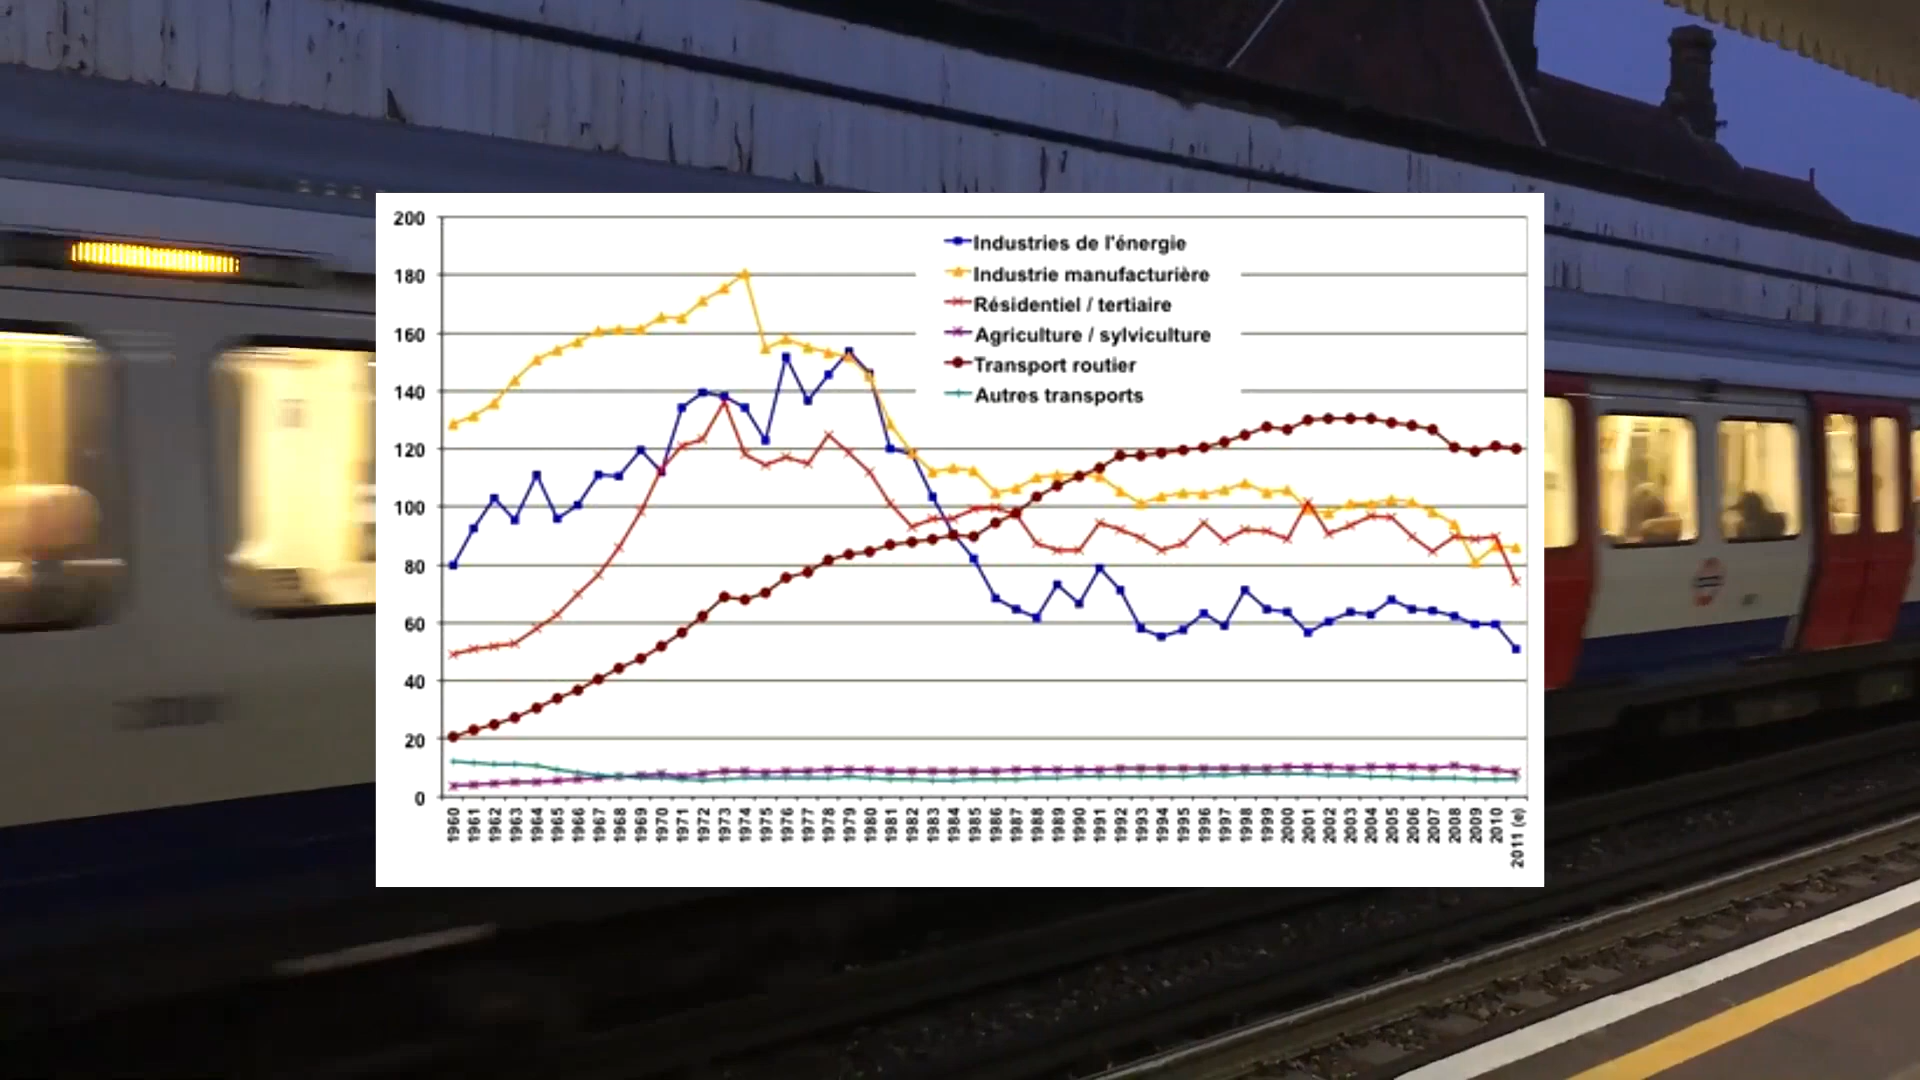 200
180
160
140
120
100
80
60
40
20
0
Industries de l'énergie
Industrie manufacturière
Résidentiel / tertiaire
Agriculture / sylviculture
Transport routier
Autres transports
1960 1961 1962 1963 1964 1965 1966 1967 1968 1969 1970 1971 1972 1973 1974 1975 1976 1977 1978 1979 1980 1981 1982 1983 1984 1985 1986 1987 1988 1989 1990 1991 1992 1993 1994 1995 1996 1997 1998 1999 2000 2001 2002 2003 2004 2005 2006 2007 2008 2009 2010 2011 (e)